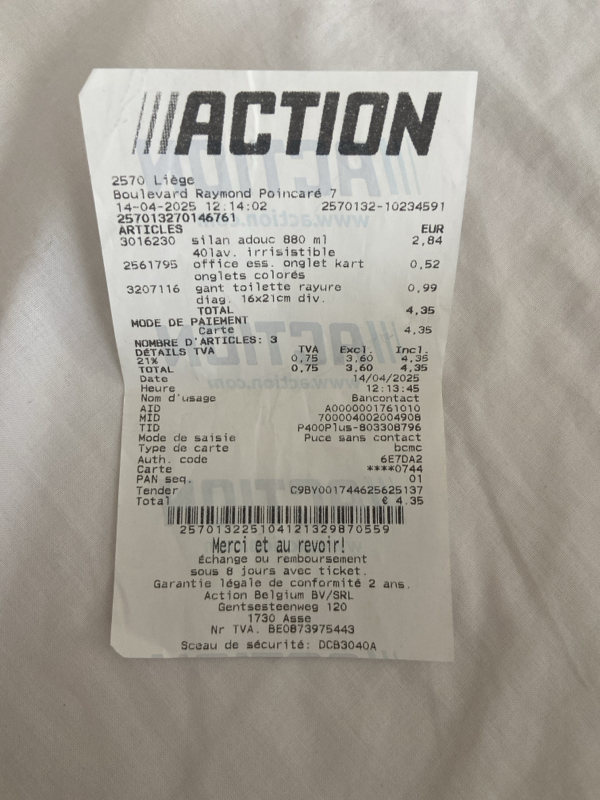 ACTION
2570 Liège
Boulevard Raymond Poincaré 7
14-04-2025 12:14:02 2570132-10234591
257013270146761
ARTICLES EUR
3016230 silan adouc 880 ml 2,84
40lav. irrisistible
2561795 office ess. onglet kart 0,52
onglets colorés
3207116 gant toilette rayure 0,99
diag. 16x21cm div.
TOTAL 4,35
MODE DE PAIEMENT
Carte 4,35
NOMBRE D'ARTICLES: 3
DÉTAILS TVA TVA Excl. Incl.
21% 0,75 3,60 4,35
TOTAL 0,75 3,60 4,35
Date 14/04/2025
Heure 12:13:45
Nom d'usage Bancontact
AID A0000001761010
MID 700004002004908
TID P400Plus-803308796
Mode de saisie Puce sans contact
Type de carte bcmc
Auth. code 6E7DA2
Carte ****0744
PAN seq. 01
Tender C9BY001744625625137
Total € 4.35
2570132251041213298​70559
Merci et au revoir!
Échange ou remboursement
sous 8 jours avec ticket.
Garantie légale de conformité 2 ans.
Action Belgium BV/SRL
Gentsesteenweg 120
1730 Asse
Nr TVA. BE0873975443
Sceau de sécurité: DCB3040A